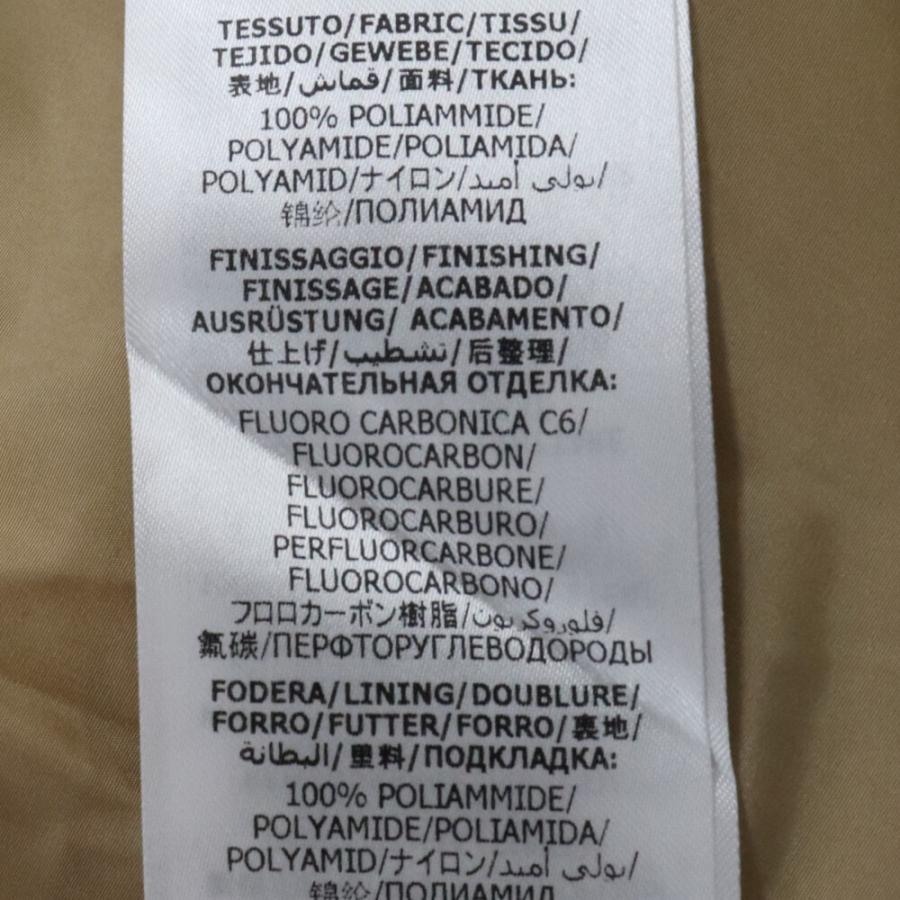 TESSUTO/FABRIC/TISSU/
TEJIDO/GEWEBE/TECIDO/
表地/قماش/面料/ТКАНЬ:
100% POLIAMMIDE/
POLYAMIDE/POLIAMIDA/
POLYAMID/ナイロン/بولي أميد/
锦纶/ПОЛИАМИД
FINISSAGGIO/FINISHING/
FINISSAGE/ACABADO/
AUSRÜSTUNG/ ACABAMENTO/
仕上げ/تشطيب/后整理/
ОКОНЧАТЕЛЬНАЯ ОТДЕЛКА:
FLUORO CARBONICA C6/
FLUOROCARBON/
FLUOROCARBURE/
FLUOROCARBURO/
PERFLUORCARBONE/
FLUOROCARBONO/
フロロカーボン樹脂/فلوروكربون/
氟碳/ПЕРФТОРУГЛЕВОДОРОДЫ
FODERA/LINING/DOUBLURE/
FORRO/FUTTER/FORRO/裏地/
البطانة/里料/ПОДКЛАДКА:
100% POLIAMMIDE/
POLYAMIDE/POLIAMIDA/
POLYAMID/ナイロン/بولي أميد/
锦纶/ПОЛИАМИД